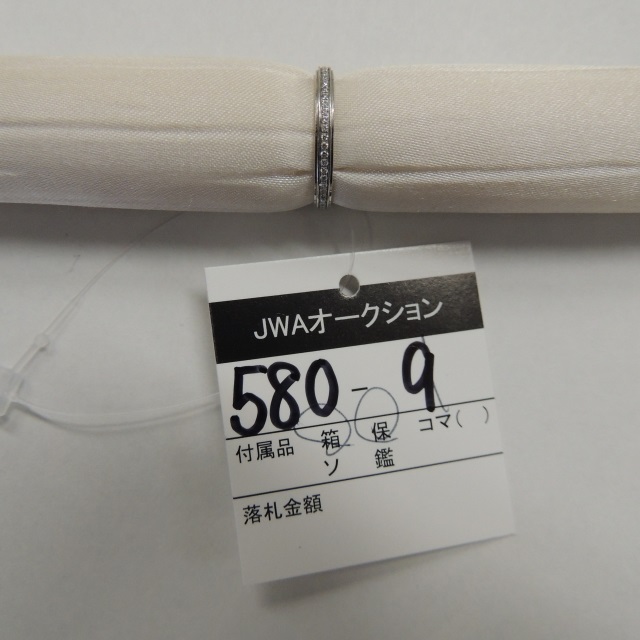 JWAオークション
580-9
付属品 箱 保 コマ( )
ソ 鑑
落札金額